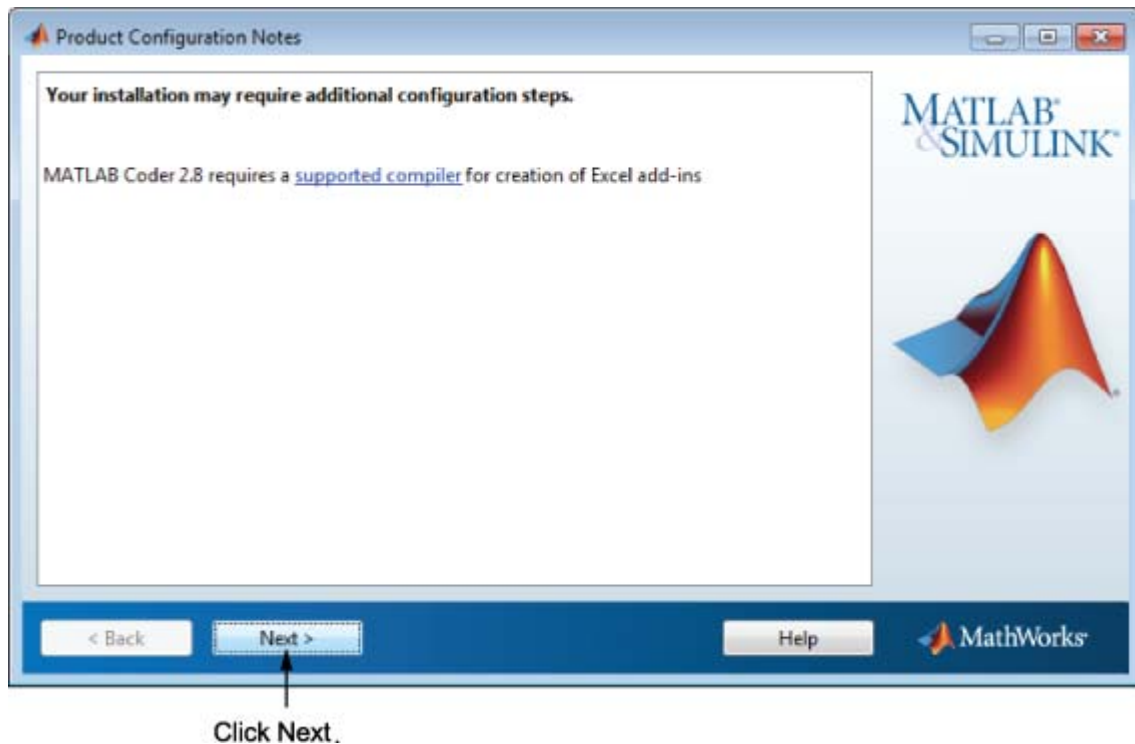 Product Configuration Notes
Your installation may require additional configuration steps.
MATLAB Coder 2.8 requires a supported compiler for creation of Excel add-ins
MATLAB®
&SIMULINK®
< Back
Next >
Help
MathWorks®
Click Next.